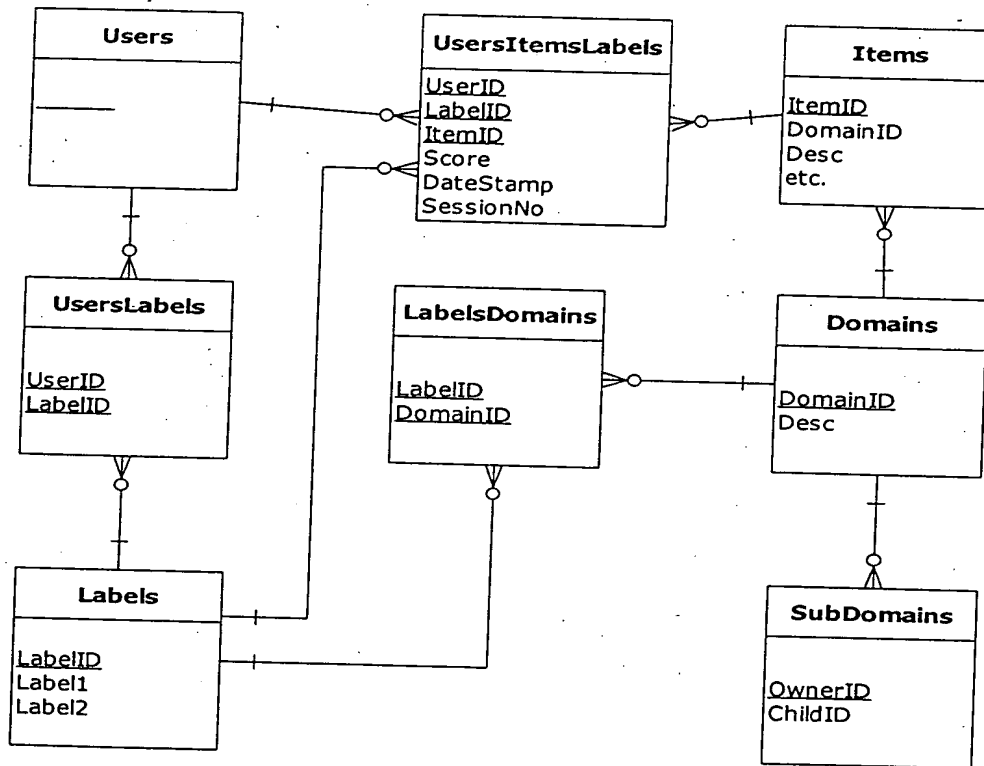 Users
UsersItemsLabels
UserID
LabelID
ItemID
Score
DateStamp
SessionNo
Items
ItemID
DomainID
Desc
etc.
UsersLabels
UserID
LabelID
LabelsDomains
LabelID
DomainID
Domains
DomainID
Desc
Labels
LabelID
Label1
Label2
SubDomains
OwnerID
ChildID